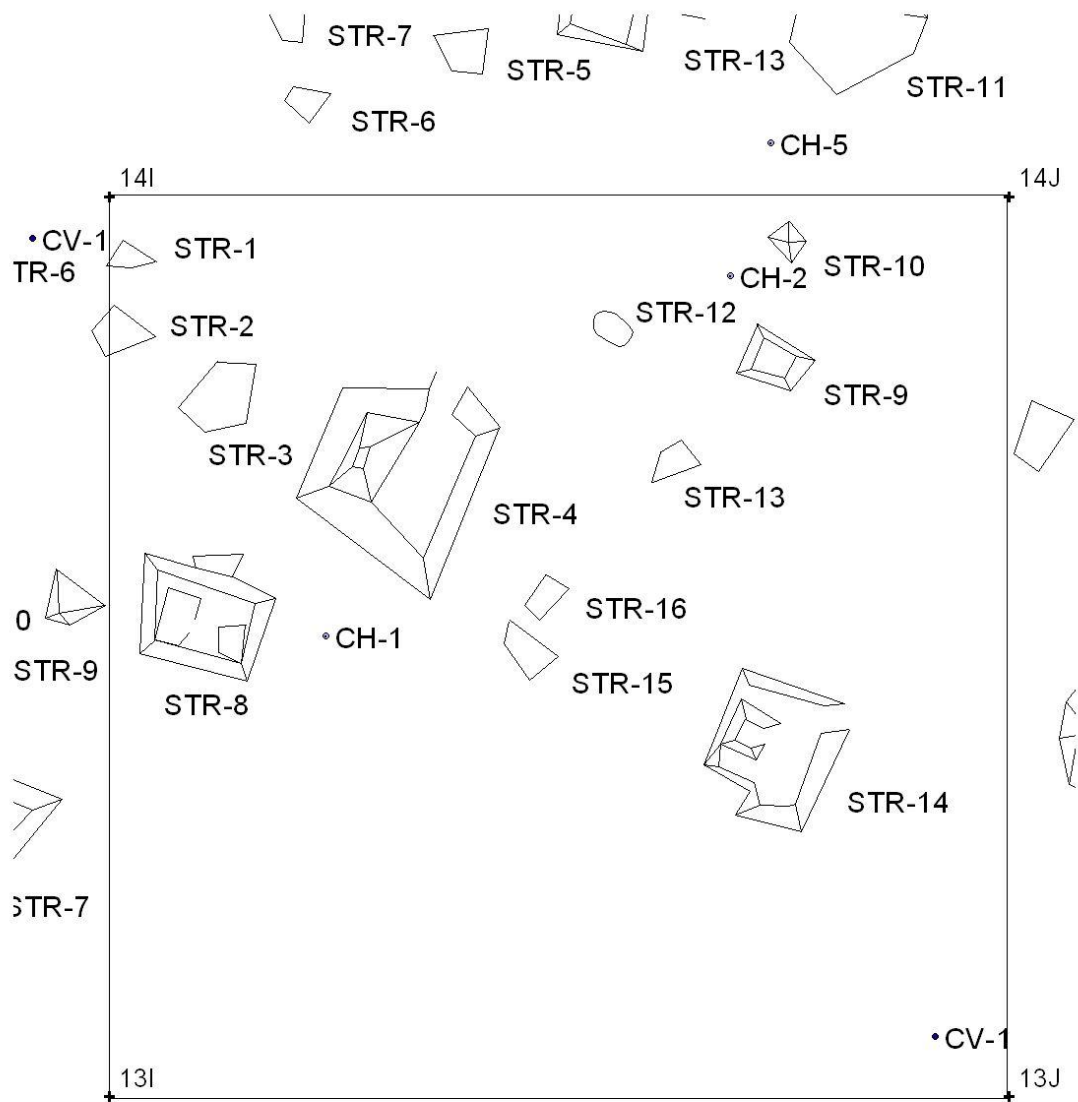 STR-7
STR-5
STR-13
STR-11
STR-6
CH-5
14I
14J
CV-1
STR-1
TR-6
STR-10
CH-2
STR-12
STR-2
STR-9
STR-3
STR-13
STR-4
STR-16
0
CH-1
STR-9
STR-15
STR-8
STR-14
STR-7
CV-1
13I
13J